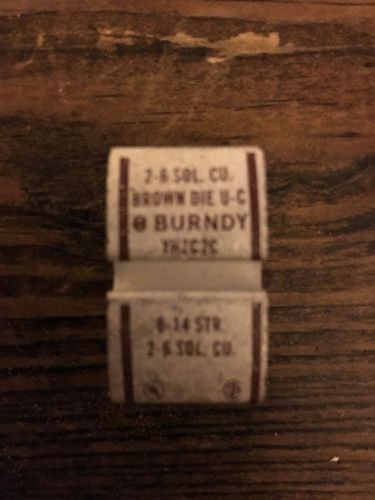 2-6 SOL. CU.
BROWN DIE U-C
BURNDY
YH2C2C
8-14 STR.
2-6 SOL. CU.